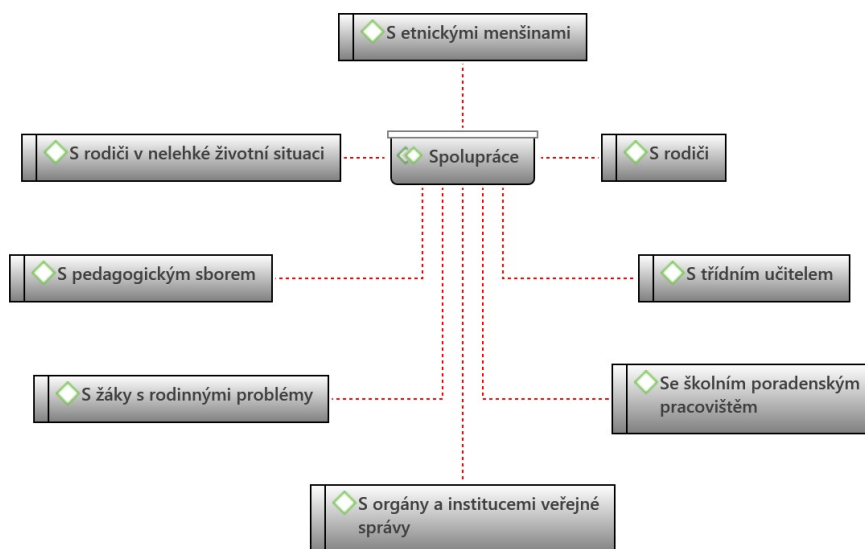 S etnickými menšinami
S rodiči v nelehké životní situaci
Spolupráce
S rodiči
S pedagogickým sborem
S třídním učitelem
S žáky s rodinnými problémy
Se školním poradenským
pracovištěm
S orgány a institucemi veřejné
správy